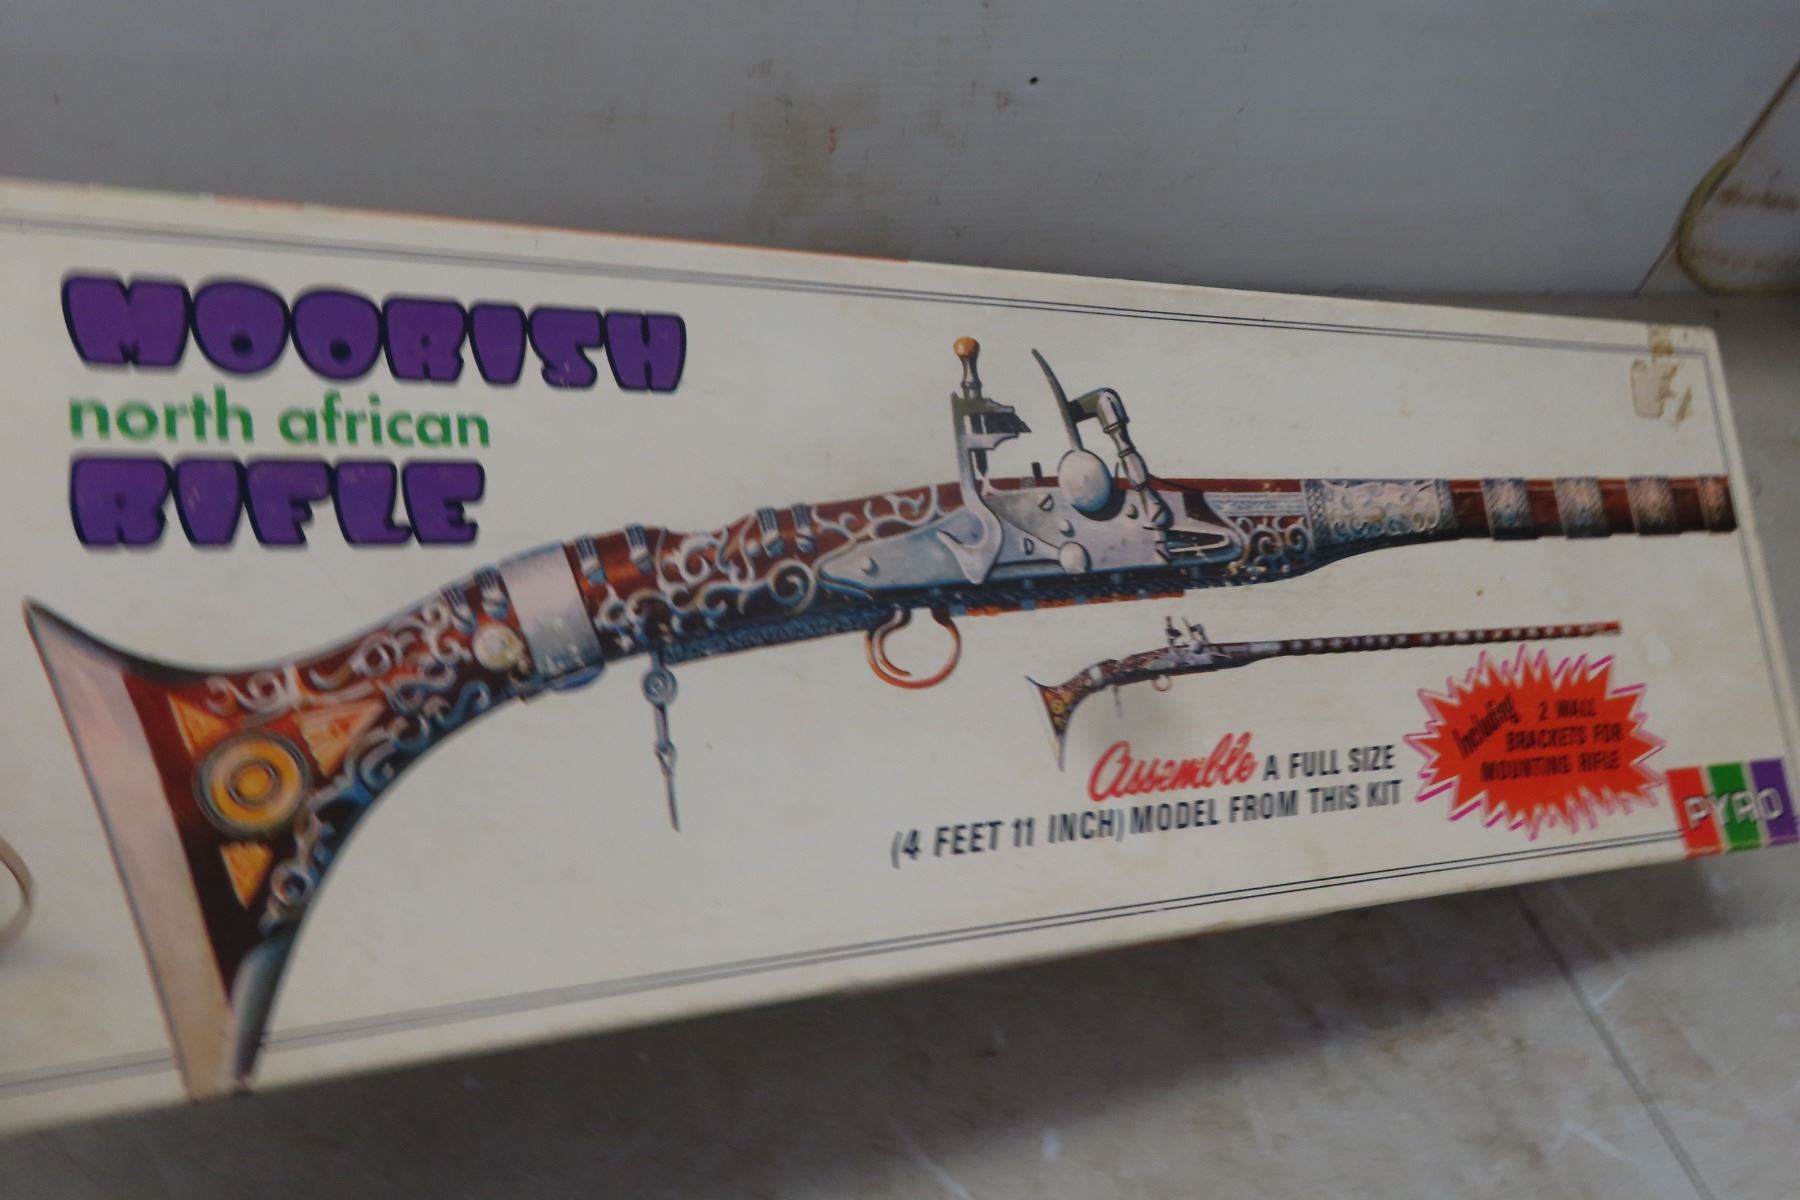 MOORISH
north african
RIFLE
D
D
Assemble A FULL SIZE
(4 FEET 11 INCH) MODEL FROM THIS KIT
Including 2 WALL
BRACKETS FOR
MOUNTING RIFLE
PYRO